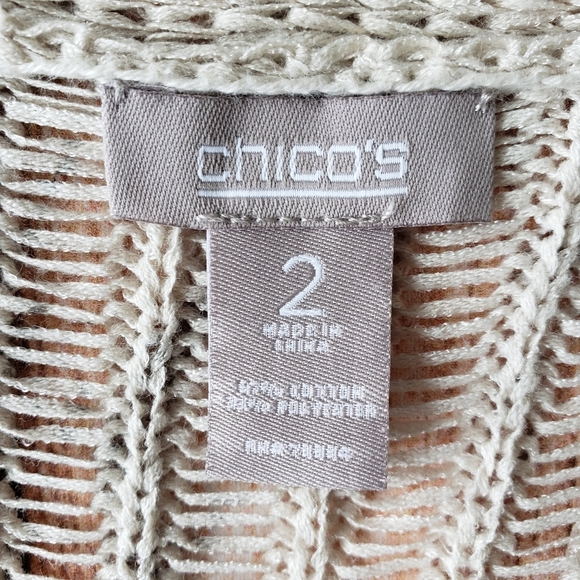 chico's
2
MADE IN
CHINA
COTTON
POLYESTER